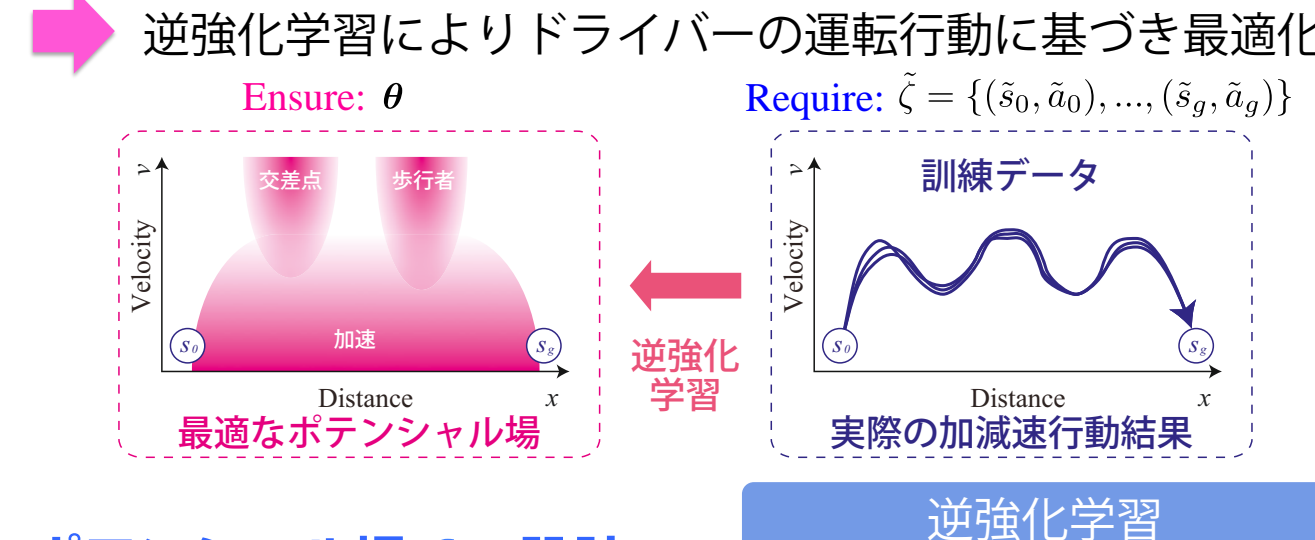 逆強化学習によりドライバーの運転行動に基づき最適化
Ensure: θ
Require: ζ̃ = {(s̃₀, ã₀), ..., (s̃_g, ã_g)}
v
Velocity
交差点
歩行者
加速
s₀
s_g
Distance
x
最適なポテンシャル場
逆強化
学習
v
Velocity
訓練データ
s₀
s_g
Distance
x
実際の加減速行動結果
逆強化学習